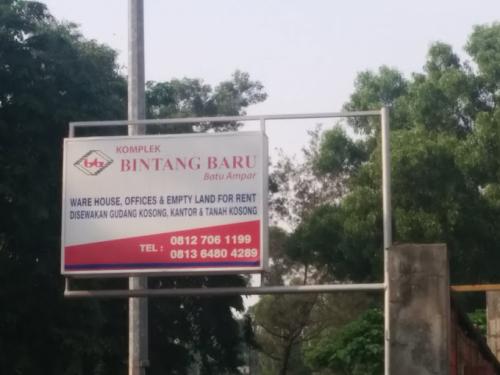 KOMPLEK
BINTANG BARU
Batu Ampar
WARE HOUSE, OFFICES & EMPTY LAND FOR RENT
DISEWAKAN GUDANG KOSONG, KANTOR & TANAH KOSONG
TEL : 0812 706 1199
0813 6480 4289